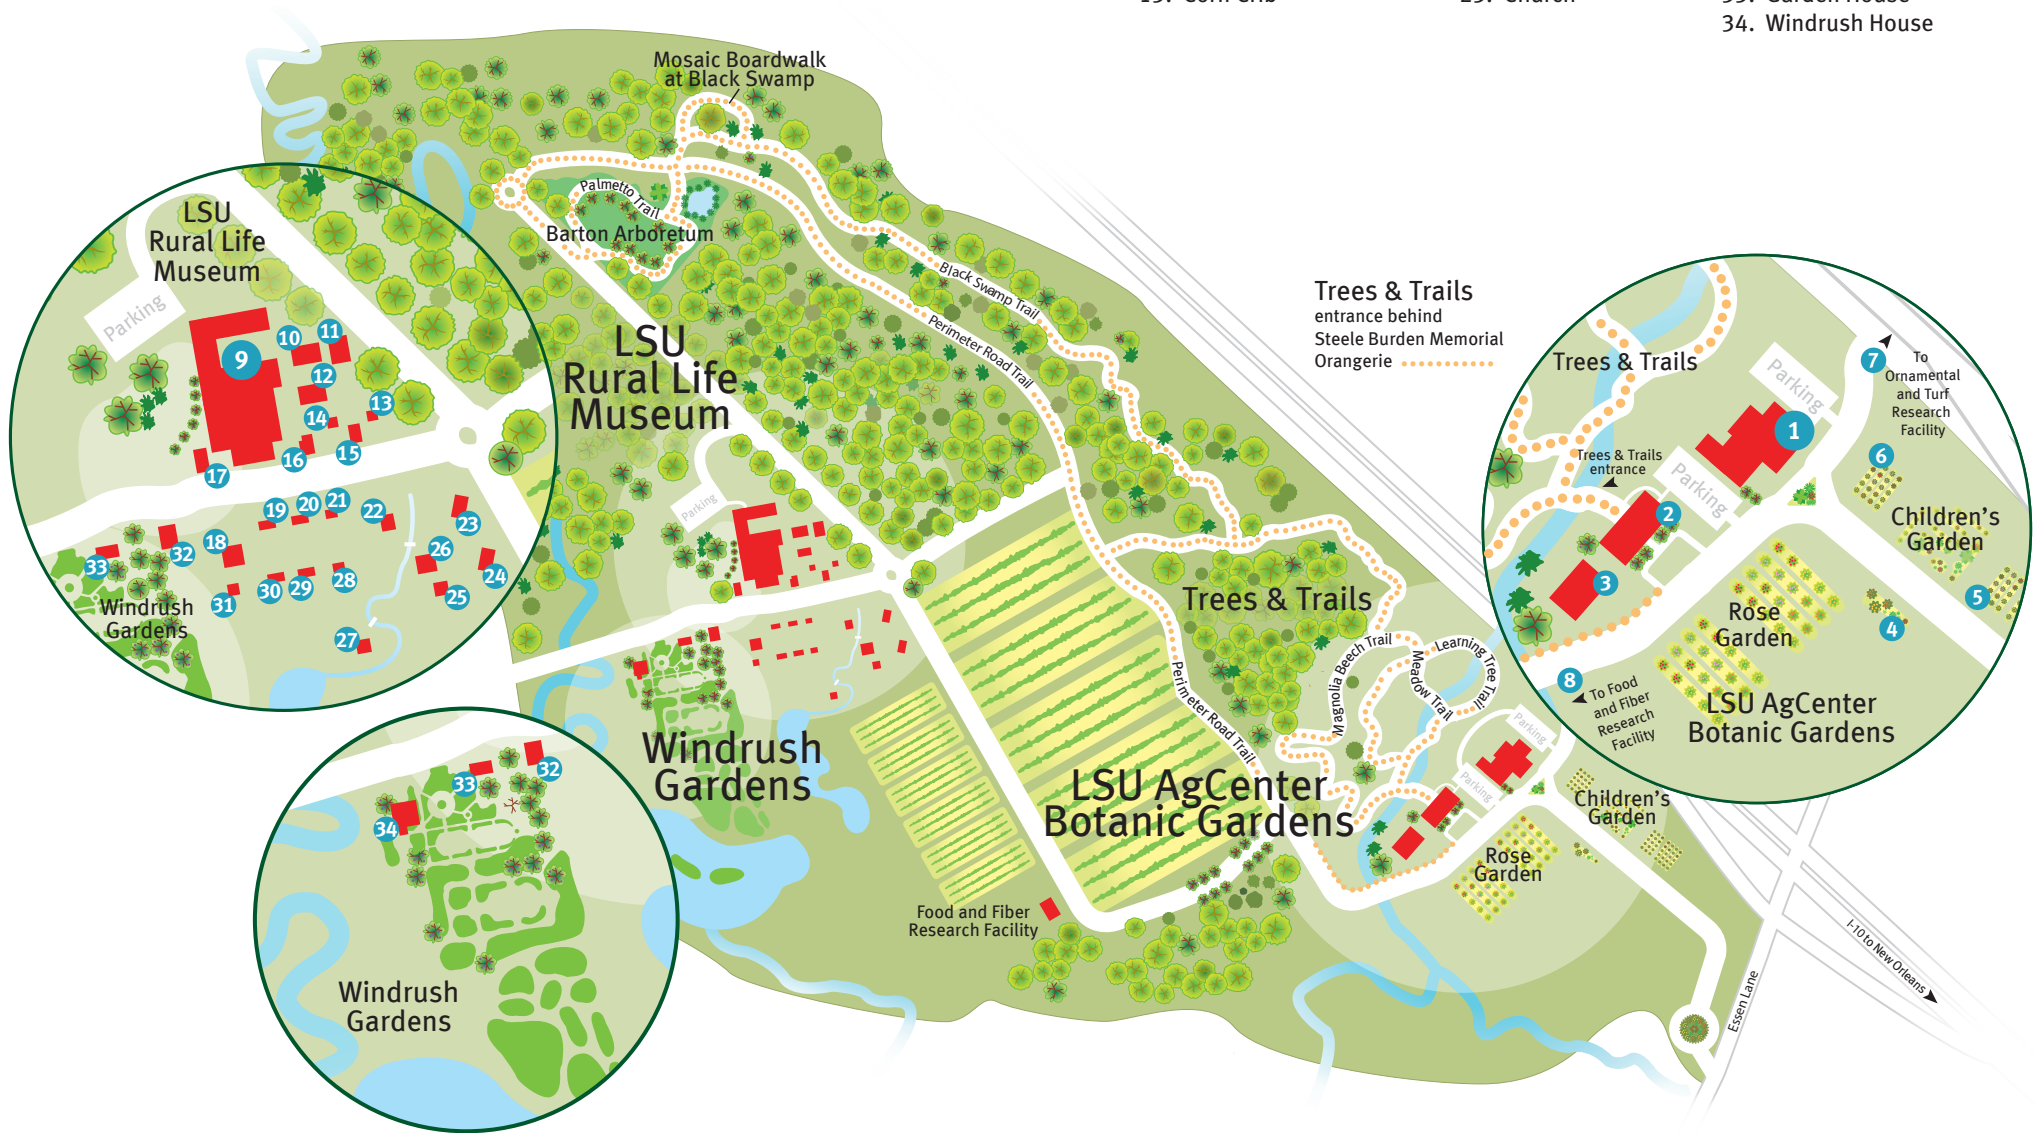 34. Windrush House
Mosaic Boardwalk
at Black Swamp
Palmetto Trail
Barton Arboretum
Black Swamp Trail
Perimeter Road Trail
Trees & Trails
entrance behind
Steele Burden Memorial
Orangerie
LSU
Rural Life
Museum
Parking
9
10
11
12
13
14
15
16
17
18
19
20
21
22
23
24
25
26
27
28
29
30
31
32
33
Windrush
Gardens
LSU
Rural Life
Museum
Parking
Trees & Trails
Parking
1
7
To
Ornamental
and Turf
Research
Facility
Trees & Trails
entrance
Parking
2
3
6
Children's
Garden
5
4
Rose
Garden
8
To Food
and Fiber
Research
Facility
LSU AgCenter
Botanic Gardens
Trees & Trails
Magnolia Beech Trail
Meadow Trail
Learning Tree Trail
Perimeter Road Trail
Windrush
Gardens
LSU AgCenter
Botanic Gardens
Parking
Parking
Children's
Garden
Rose
Garden
Food and Fiber
Research Facility
32
33
34
Windrush
Gardens
Essen Lane
I-10 to New Orleans